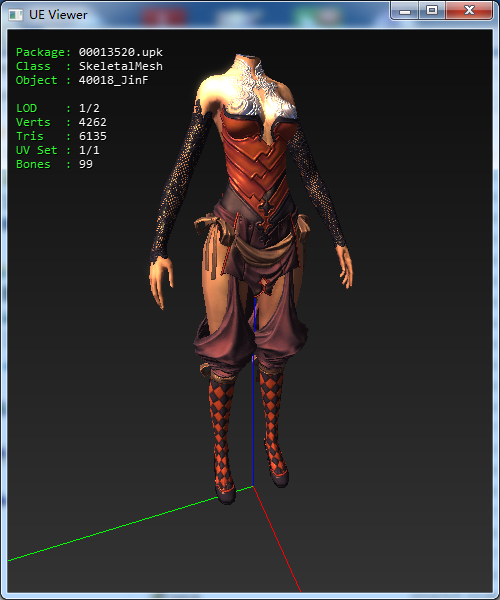 UE Viewer
Package: 00013520.upk
Class  : SkeletalMesh
Object : 40018_JinF
LOD    : 1/2
Verts  : 4262
Tris   : 6135
UV Set : 1/1
Bones  : 99